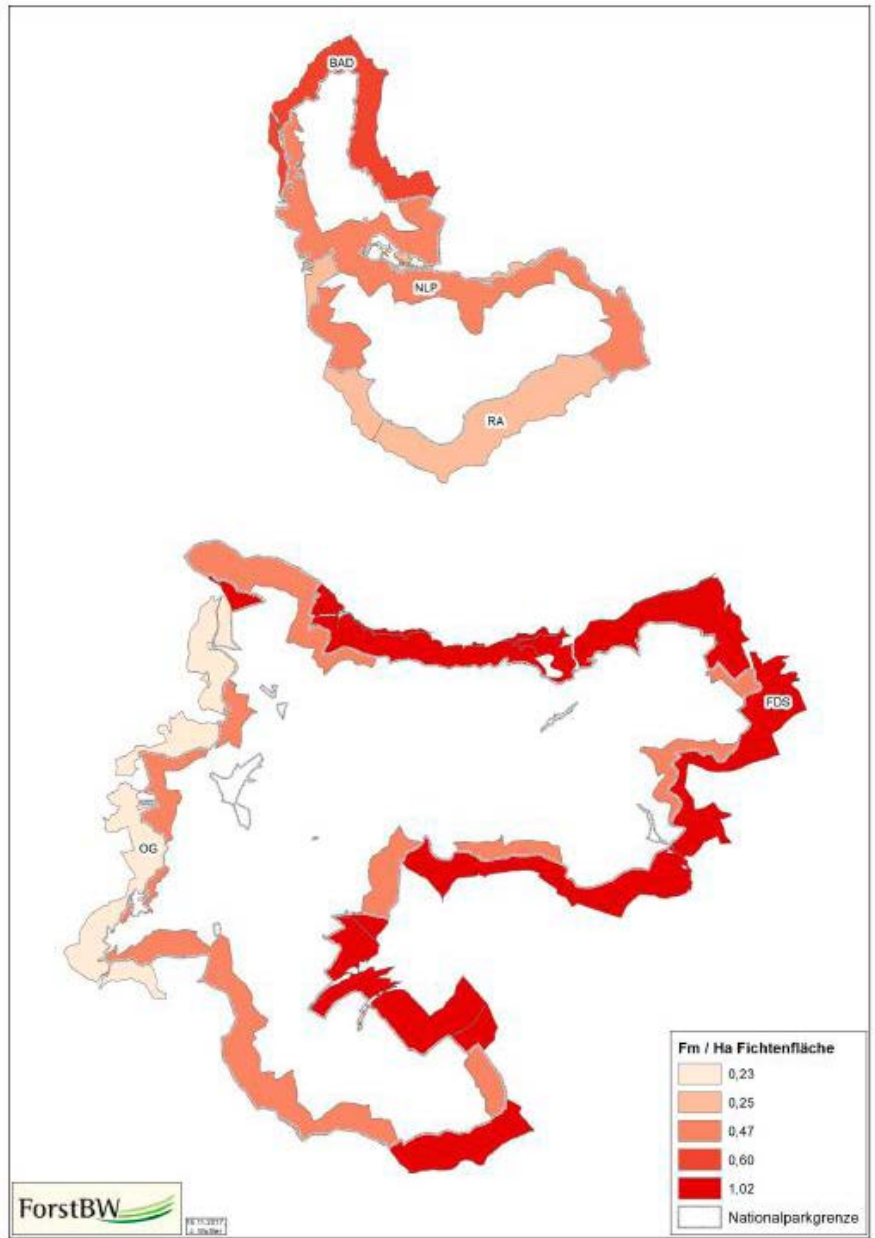 BAD
NLP
RA
FDS
OG
Fm / Ha Fichtenfläche
0,23
0,25
0,47
0,60
1,02
Nationalparkgrenze
ForstBW